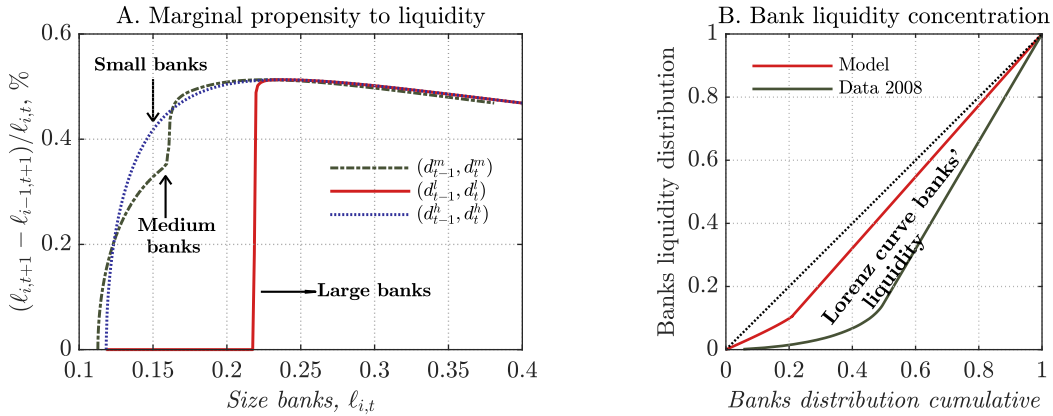 A. Marginal propensity to liquidity
(ℓ_{i,t+1} − ℓ_{i−1,t+1})/ℓ_{i,t}, %
0.6
0.4
0.2
0
Small banks
Medium
banks
Large banks
(d^m_{t−1}, d^m_t)
(d^l_{t−1}, d^l_t)
(d^h_{t−1}, d^h_t)
0.1 0.15 0.2 0.25 0.3 0.35 0.4
Size banks, ℓ_{i,t}
B. Bank liquidity concentration
Banks liquidity distribution
1
0.8
0.6
0.4
0.2
0
Model
Data 2008
Lorenz curve banks’
liquidity
0 0.2 0.4 0.6 0.8 1
Banks distribution cumulative